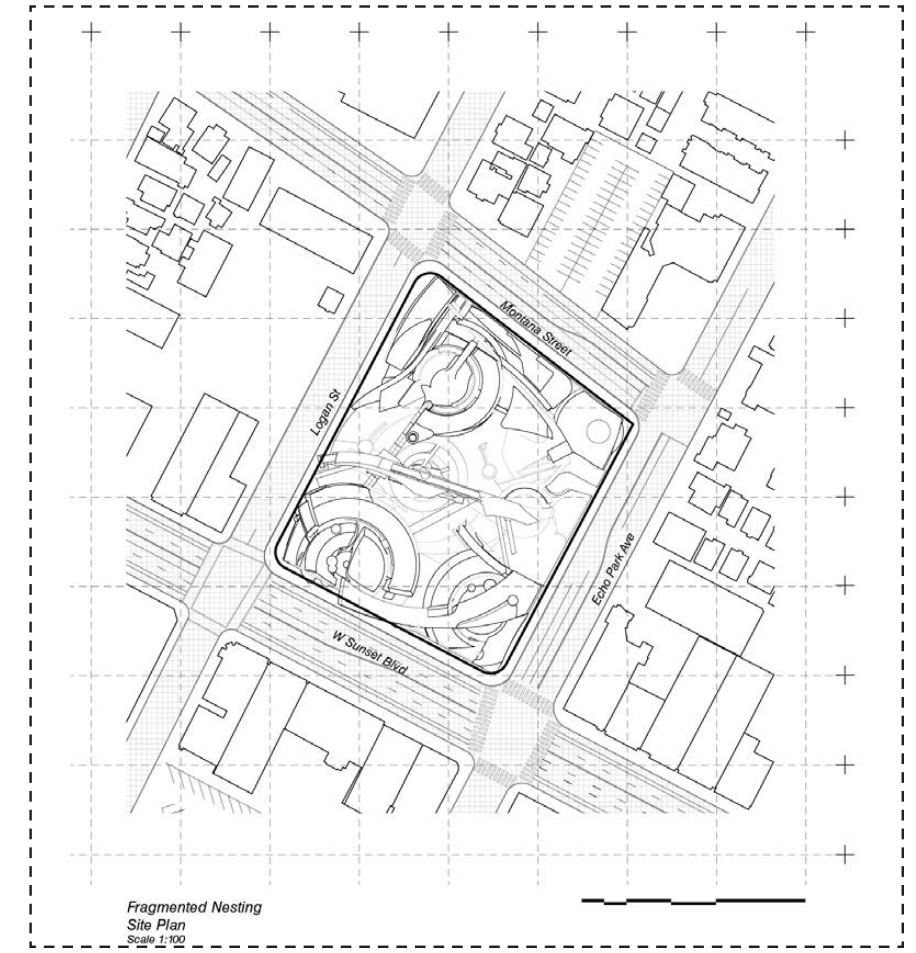 Montana Street
Logan St
Echo Park Ave
W Sunset Blvd
Fragmented Nesting
Site Plan
Scale 1:100